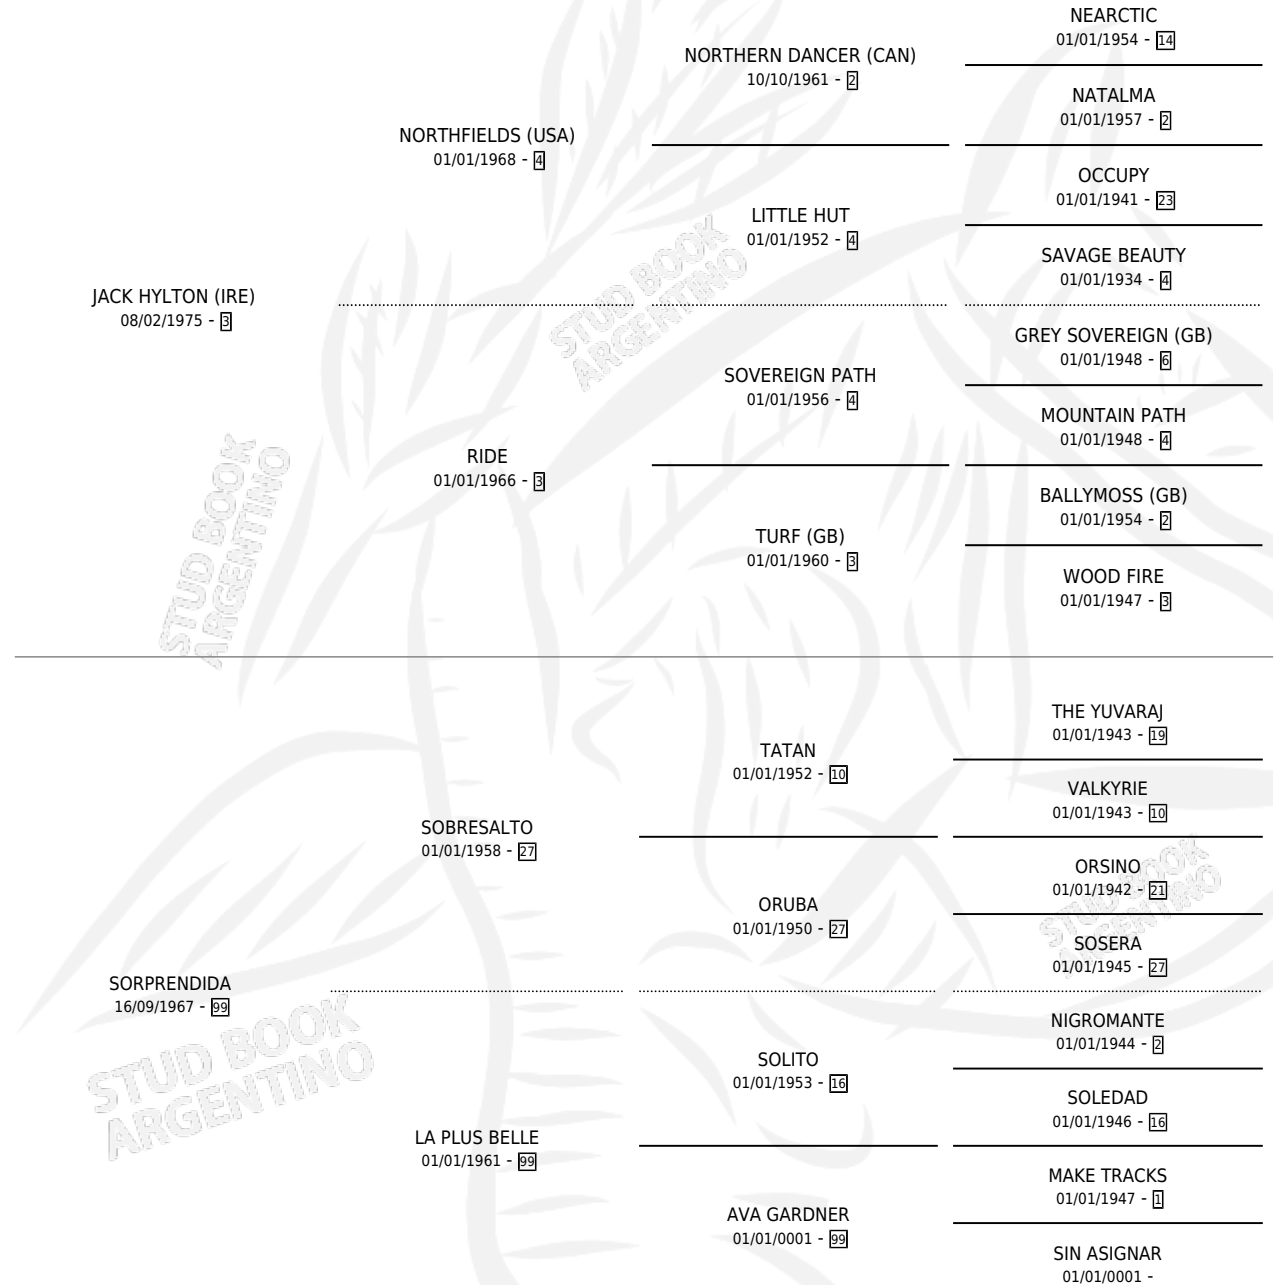 NEARCTIC
01/01/1954 - 14
NORTHERN DANCER (CAN)
10/10/1961 - 2
NATALMA
01/01/1957 - 2
NORTHFIELDS (USA)
01/01/1968 - 4
OCCUPY
01/01/1941 - 23
LITTLE HUT
01/01/1952 - 4
SAVAGE BEAUTY
01/01/1934 - 4
JACK HYLTON (IRE)
08/02/1975 - 3
GREY SOVEREIGN (GB)
01/01/1948 - 6
SOVEREIGN PATH
01/01/1956 - 4
MOUNTAIN PATH
01/01/1948 - 4
RIDE
01/01/1966 - 3
BALLYMOSS (GB)
01/01/1954 - 2
TURF (GB)
01/01/1960 - 3
WOOD FIRE
01/01/1947 - 3
THE YUVARAJ
01/01/1943 - 19
TATAN
01/01/1952 - 10
VALKYRIE
01/01/1943 - 10
SOBRESALTO
01/01/1958 - 27
ORSINO
01/01/1942 - 21
ORUBA
01/01/1950 - 27
SOSERA
01/01/1945 - 27
SORPRENDIDA
16/09/1967 - 99
NIGROMANTE
01/01/1944 - 2
SOLITO
01/01/1953 - 16
SOLEDAD
01/01/1946 - 16
LA PLUS BELLE
01/01/1961 - 99
MAKE TRACKS
01/01/1947 - 1
AVA GARDNER
01/01/0001 - 99
SIN ASIGNAR
01/01/0001 -
STUD BOOK
ARGENTINO
STUD BOOK
ARGENTINO
STUD BOOK
ARGENTINO
STUD BOOK
ARGENTINO